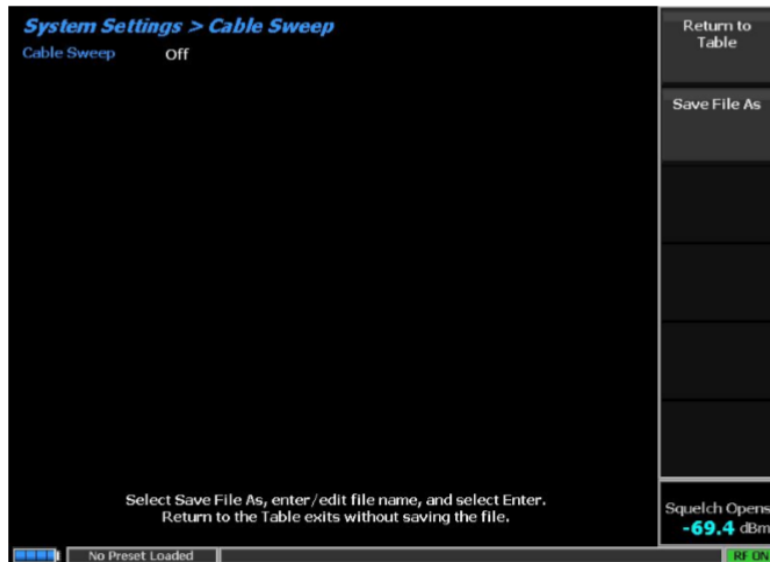 System Settings > Cable Sweep
Cable Sweep Off
Select Save File As, enter/edit file name, and select Enter.
Return to the Table exits without saving the file.
Return to
Table
Save File As
Squelch Opens
-69.4 dBm
No Preset Loaded
RF ON